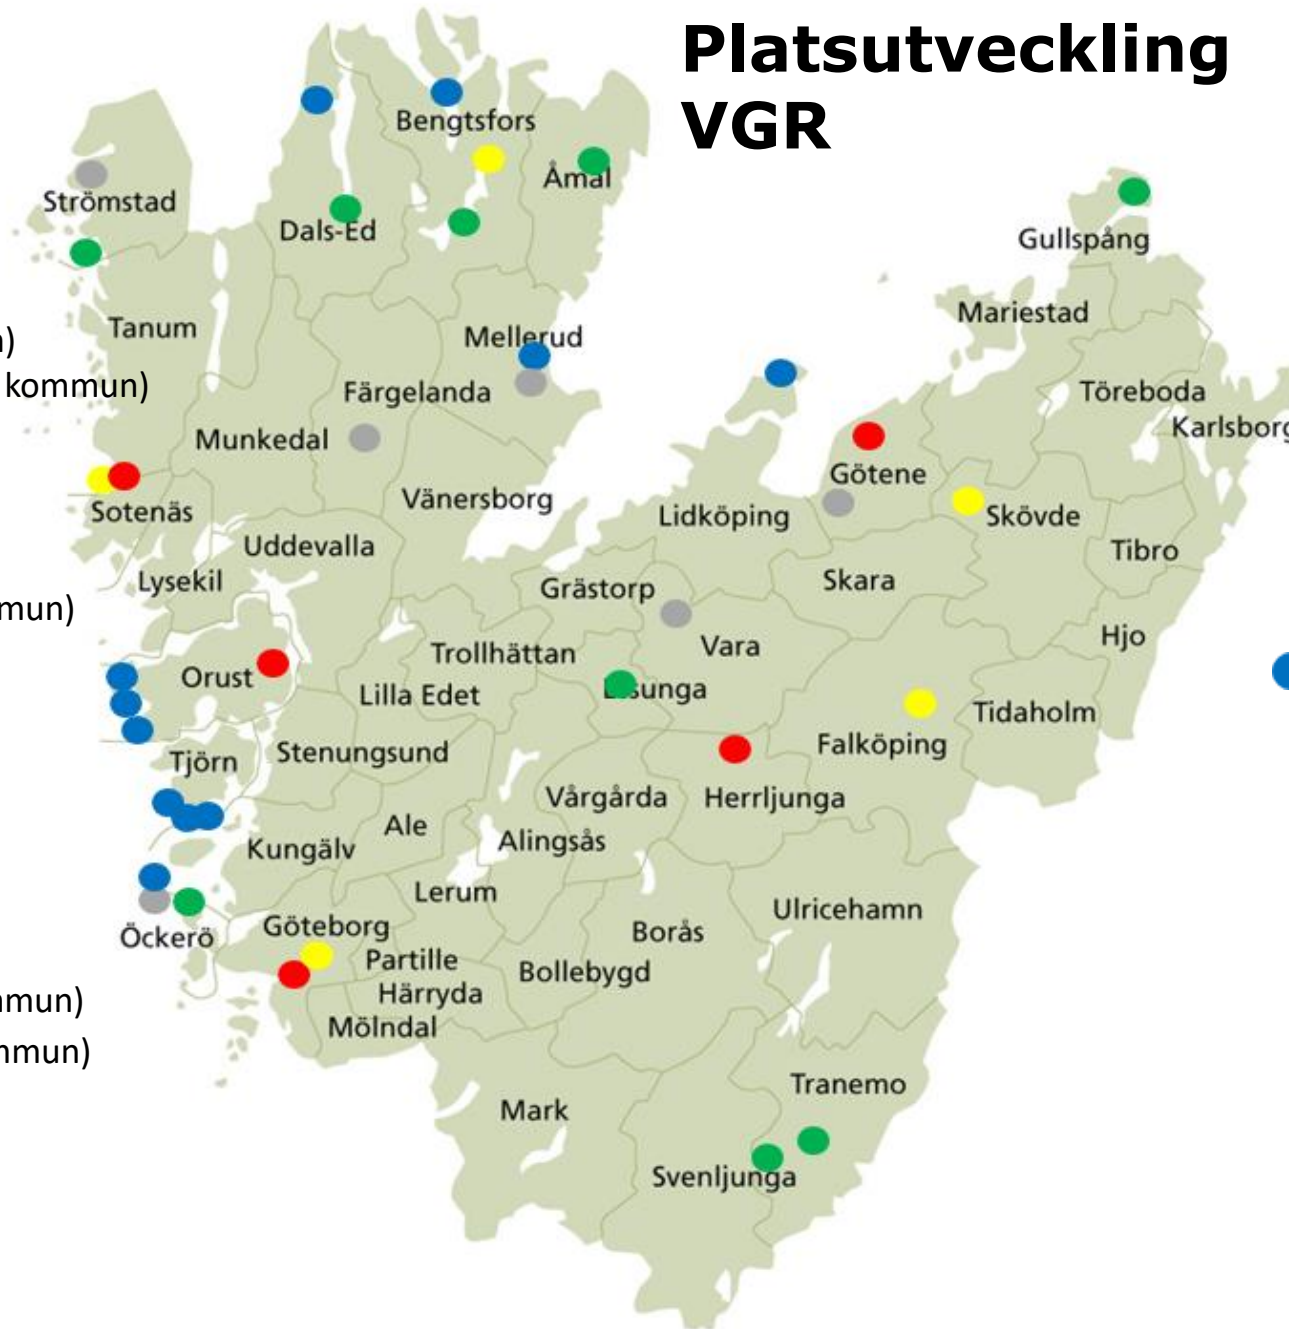 Platsutveckling
VGR
Bengtsfors
Åmål
Strömstad
Dals-Ed
Gullspång
Mariestad
Tanum
Mellerud
kommun)
Färgelanda
Töreboda
Karlsborg
Munkedal
Götene
Vänersborg
Sotenäs
Lidköping
Skövde
Uddevalla
Tibro
Lysekil
Grästorp
Skara
mun)
Hjo
Vara
Trollhättan
Orust
Lilla Edet
sunga
Tidaholm
Falköping
Stenungsund
Tjörn
Vårgårda
Herrljunga
Ale
Alingsås
Kungälv
Lerum
Ulricehamn
Göteborg
Öckerö
Borås
Partille
Bollebygd
Härryda
mun)
Mölndal
mun)
Tranemo
Mark
Svenljunga